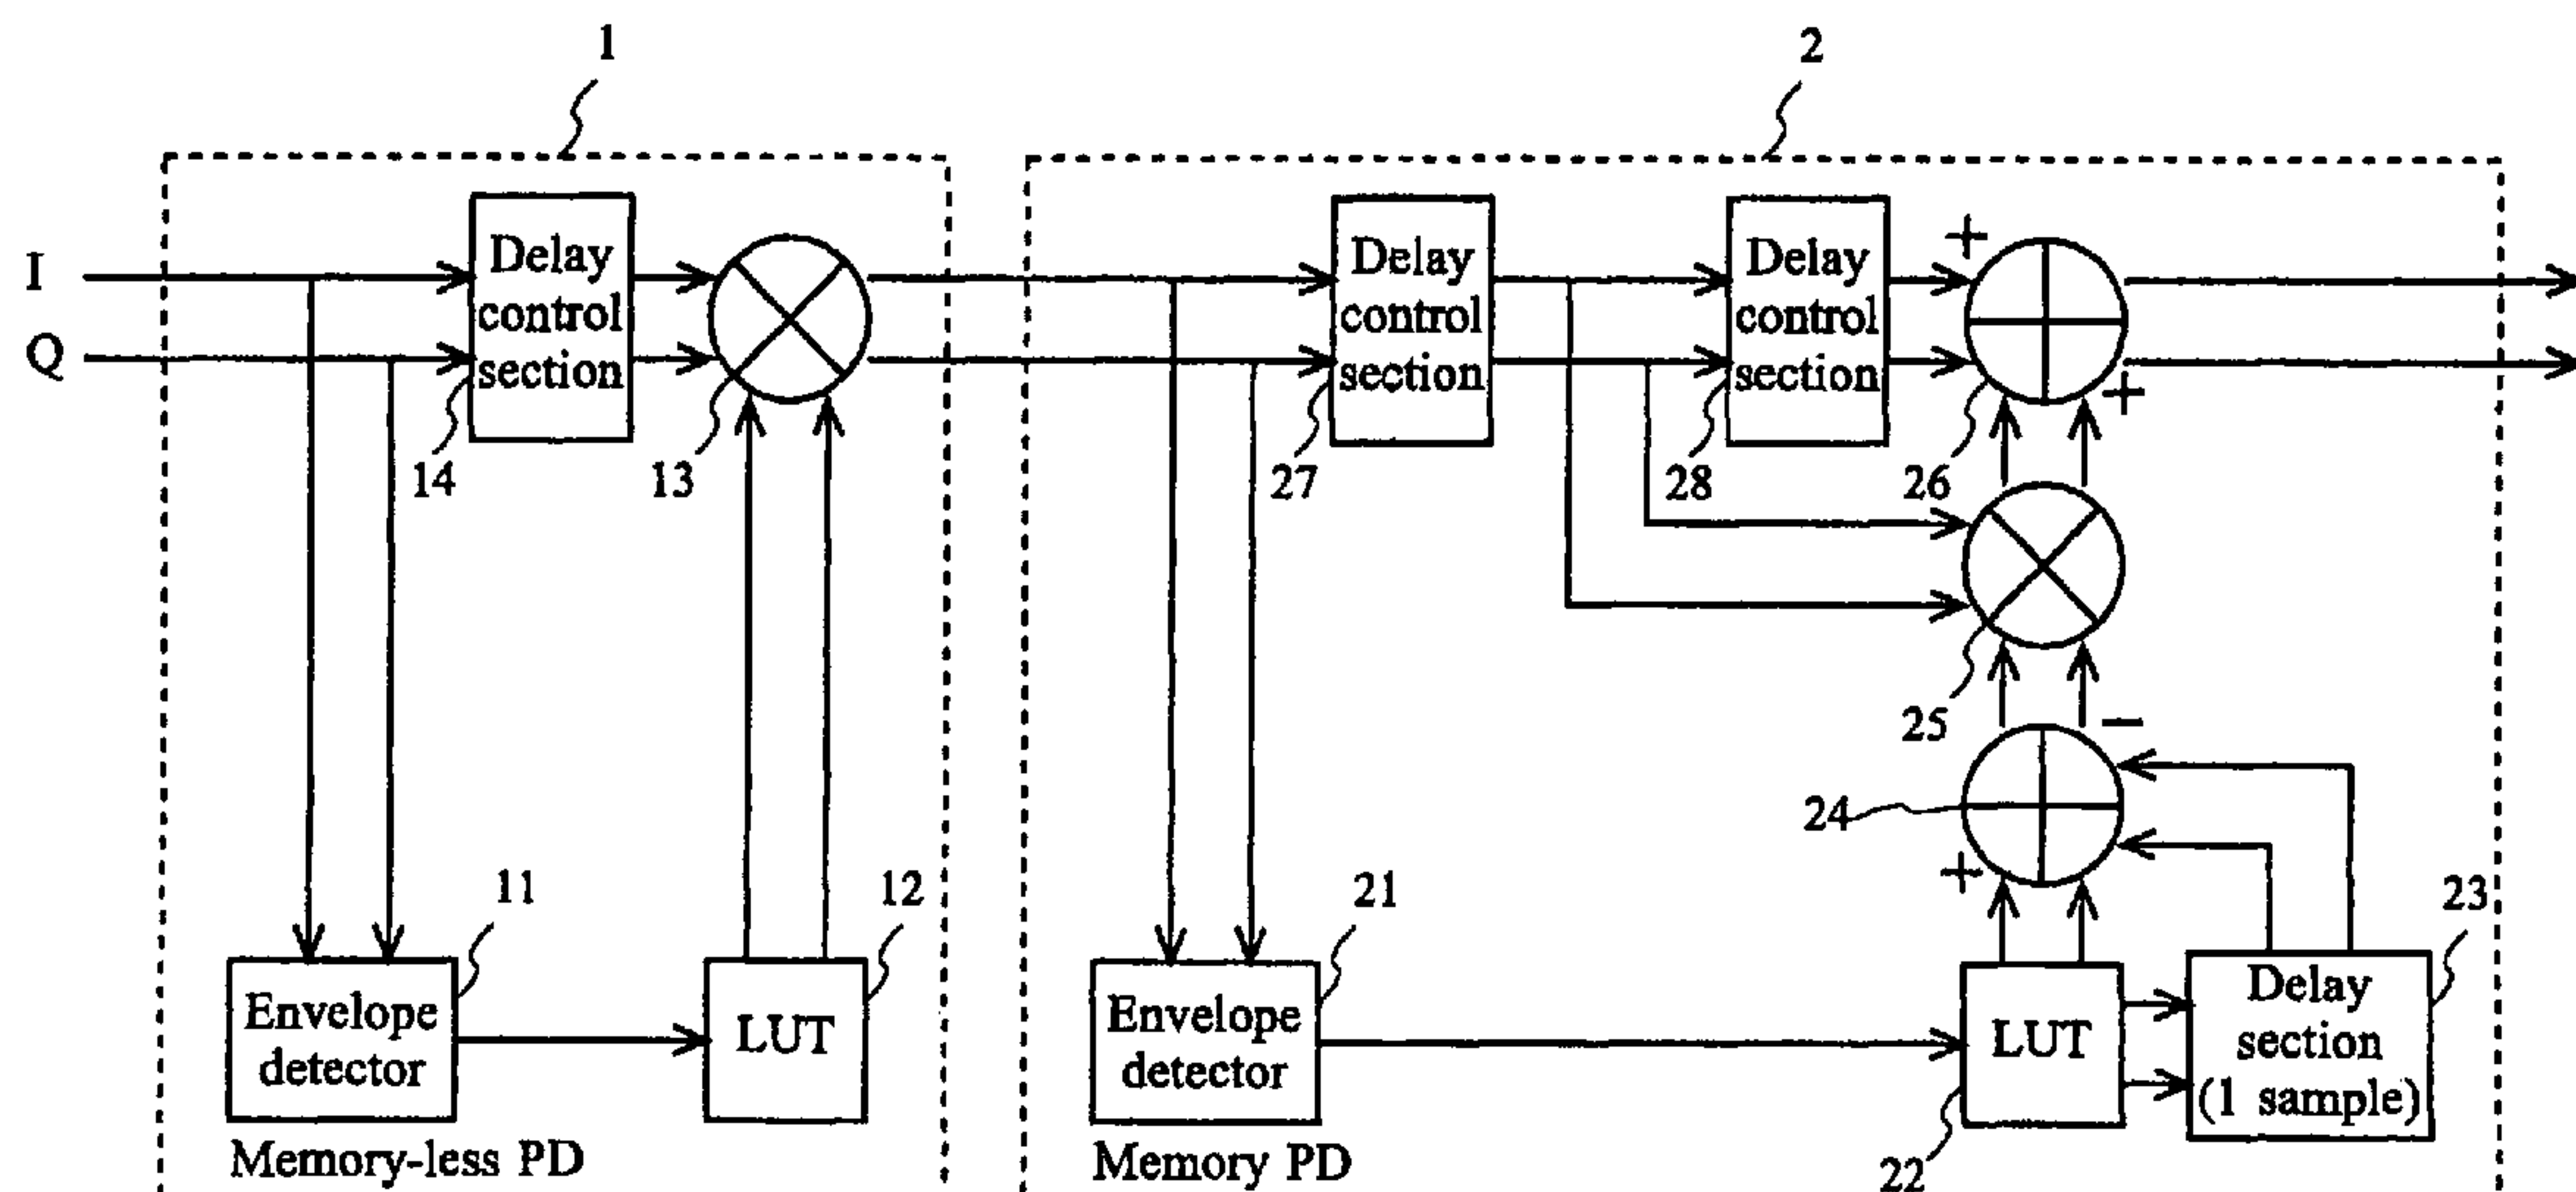 1
2
I
Q
Delay
control
section
14
13
Delay
control
section
27
Delay
control
section
28
+
+
26
25
−
24
+
11
Envelope
detector
12
LUT
21
Envelope
detector
LUT
22
23
Delay
section
(1 sample)
Memory-less PD
Memory PD